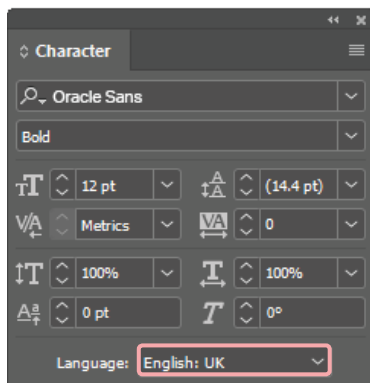 Character
Oracle Sans
Bold
12 pt (14.4 pt)
Metrics 0
100% 100%
0 pt 0°
Language: English: UK